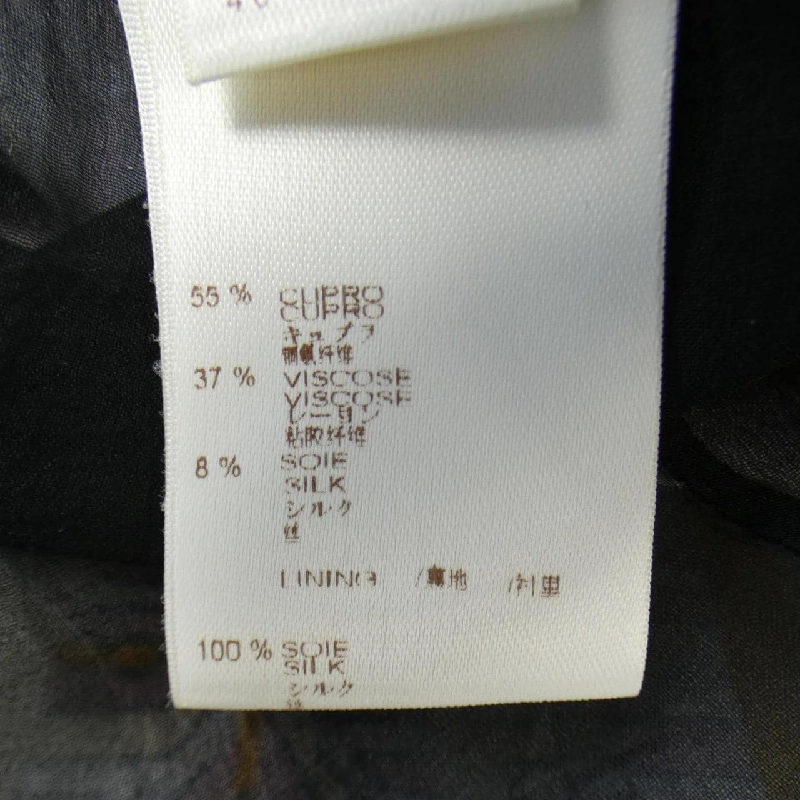 55 % CUPRO
CUPRO
キュプラ
铜氨纤维
37 % VISCOSE
VISCOSE
レーヨン
粘胶纤维
8 % SOIE
SILK
シルク
丝
LINING /裏地 /衬里
100 % SOIE
SILK
シルク